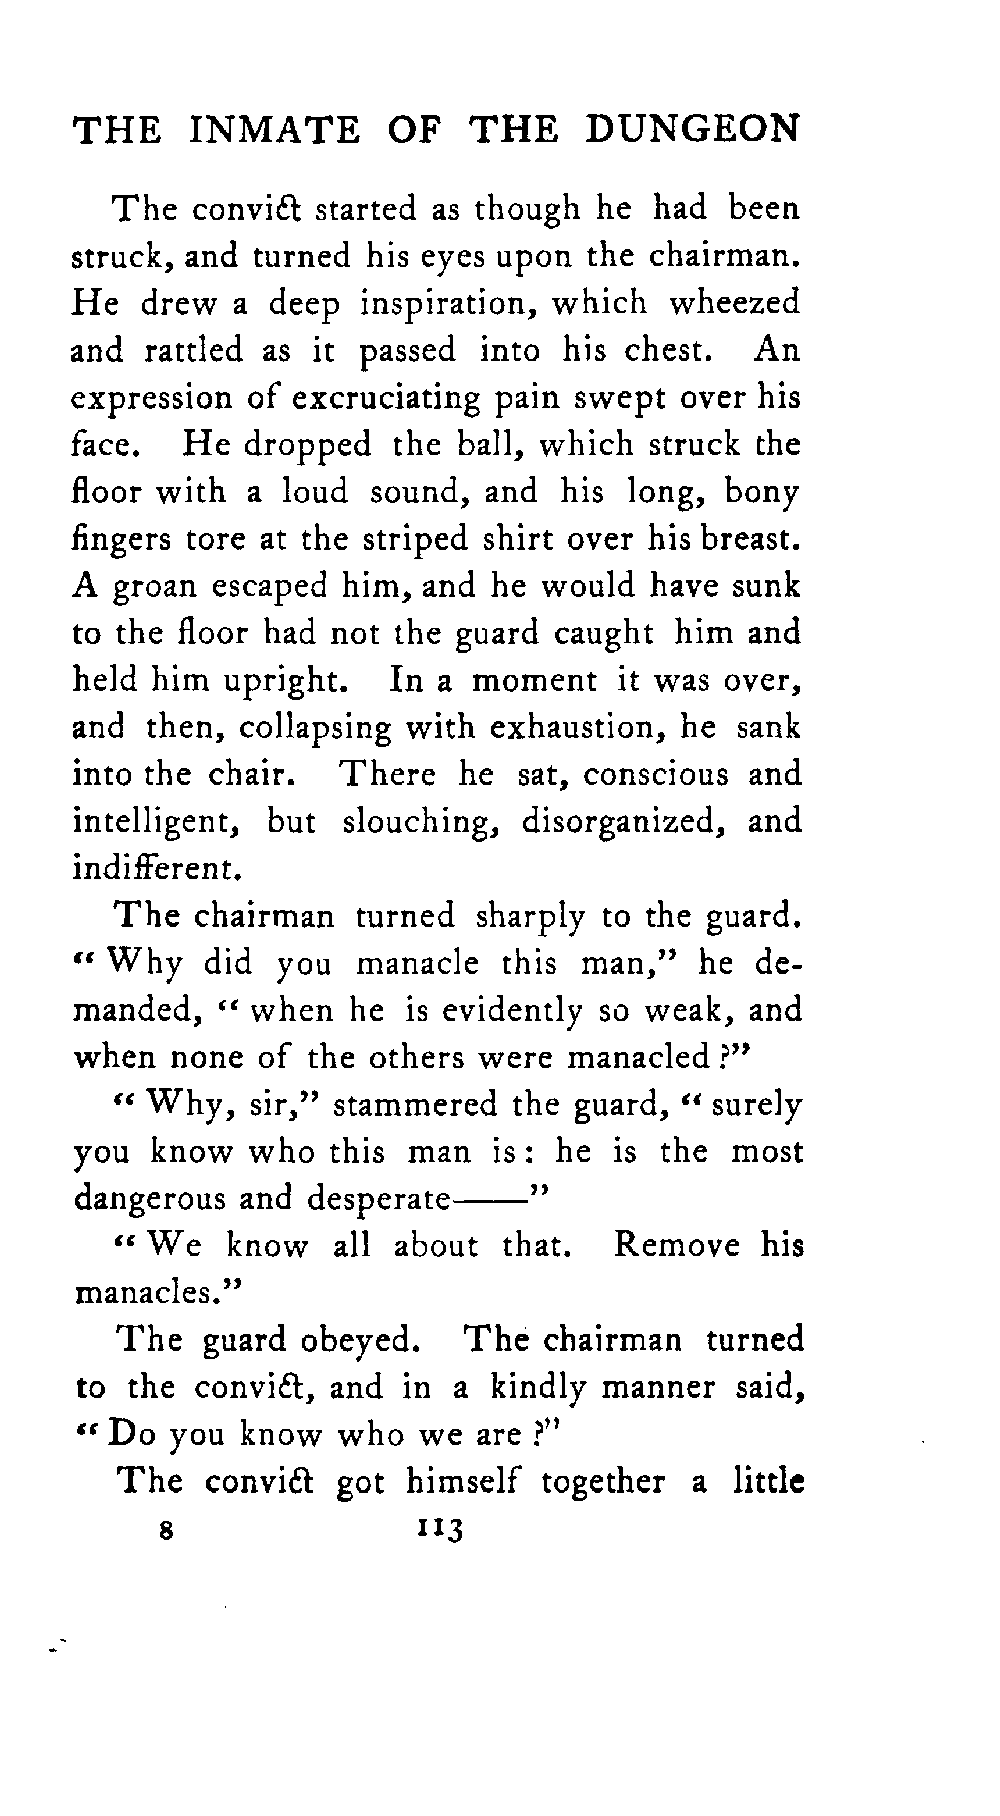 THE INMATE OF THE DUNGEON
The convict started as though he had been
struck, and turned his eyes upon the chairman.
He drew a deep inspiration, which wheezed
and rattled as it passed into his chest. An
expression of excruciating pain swept over his
face. He dropped the ball, which struck the
floor with a loud sound, and his long, bony
fingers tore at the striped shirt over his breast.
A groan escaped him, and he would have sunk
to the floor had not the guard caught him and
held him upright. In a moment it was over,
and then, collapsing with exhaustion, he sank
into the chair. There he sat, conscious and
intelligent, but slouching, disorganized, and
indifferent.
The chairman turned sharply to the guard.
“ Why did you manacle this man,” he de-
manded, “ when he is evidently so weak, and
when none of the others were manacled ?”
“ Why, sir,” stammered the guard, “ surely
you know who this man is : he is the most
dangerous and desperate——”
“ We know all about that. Remove his
manacles.”
The guard obeyed. The chairman turned
to the convict, and in a kindly manner said,
“ Do you know who we are ?”
The convict got himself together a little
8 113